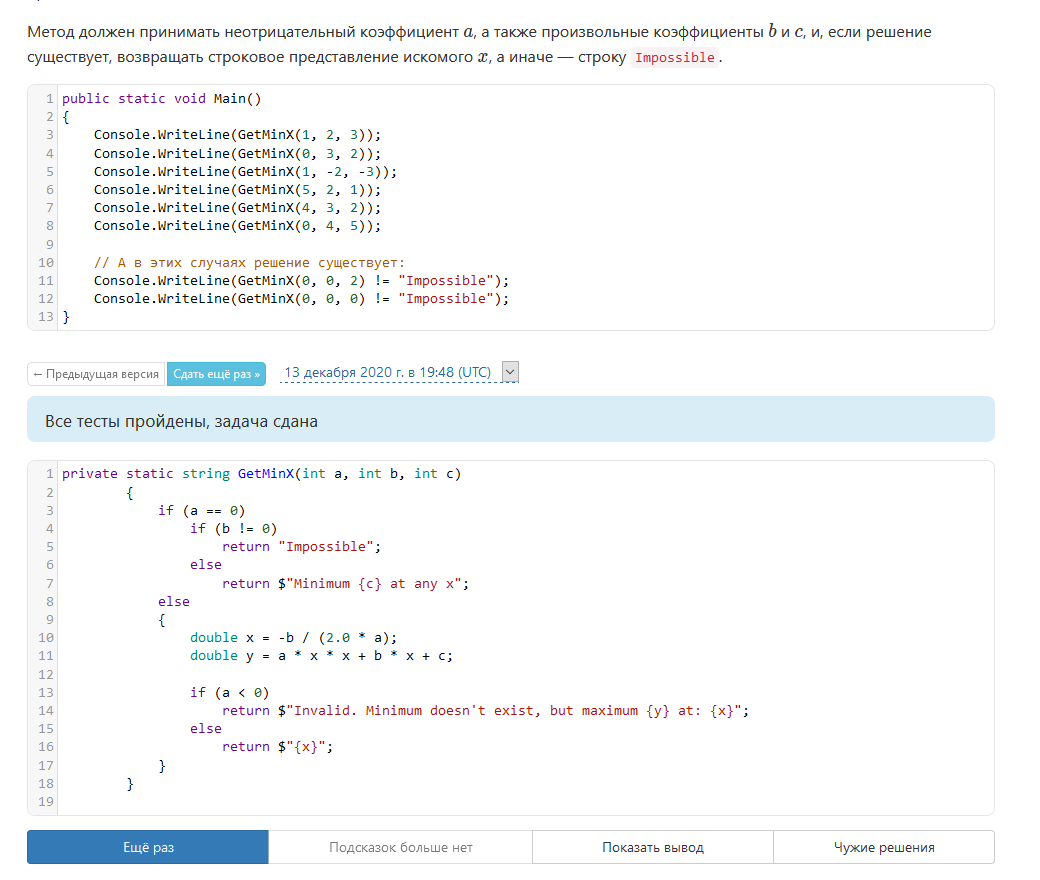 Метод должен принимать неотрицательный коэффициент a, а также произвольные коэффициенты b и c, и, если решение
существует, возвращать строковое представление искомого x, а иначе — строку Impossible.
1 public static void Main()
2 {
3     Console.WriteLine(GetMinX(1, 2, 3));
4     Console.WriteLine(GetMinX(0, 3, 2));
5     Console.WriteLine(GetMinX(1, -2, -3));
6     Console.WriteLine(GetMinX(5, 2, 1));
7     Console.WriteLine(GetMinX(4, 3, 2));
8     Console.WriteLine(GetMinX(0, 4, 5));
9
10     // А в этих случаях решение существует:
11     Console.WriteLine(GetMinX(0, 0, 2) != "Impossible");
12     Console.WriteLine(GetMinX(0, 0, 0) != "Impossible");
13 }
← Предыдущая версия Сдать ещё раз » 13 декабря 2020 г. в 19:48 (UTC)
Все тесты пройдены, задача сдана
1 private static string GetMinX(int a, int b, int c)
2         {
3             if (a == 0)
4                 if (b != 0)
5                     return "Impossible";
6                 else
7                     return $"Minimum {c} at any x";
8             else
9             {
10                 double x = -b / (2.0 * a);
11                 double y = a * x * x + b * x + c;
12
13                 if (a < 0)
14                     return $"Invalid. Minimum doesn't exist, but maximum {y} at: {x}";
15                 else
16                     return $"{x}";
17             }
18         }
19
Ещё раз Подсказок больше нет Показать вывод Чужие решения